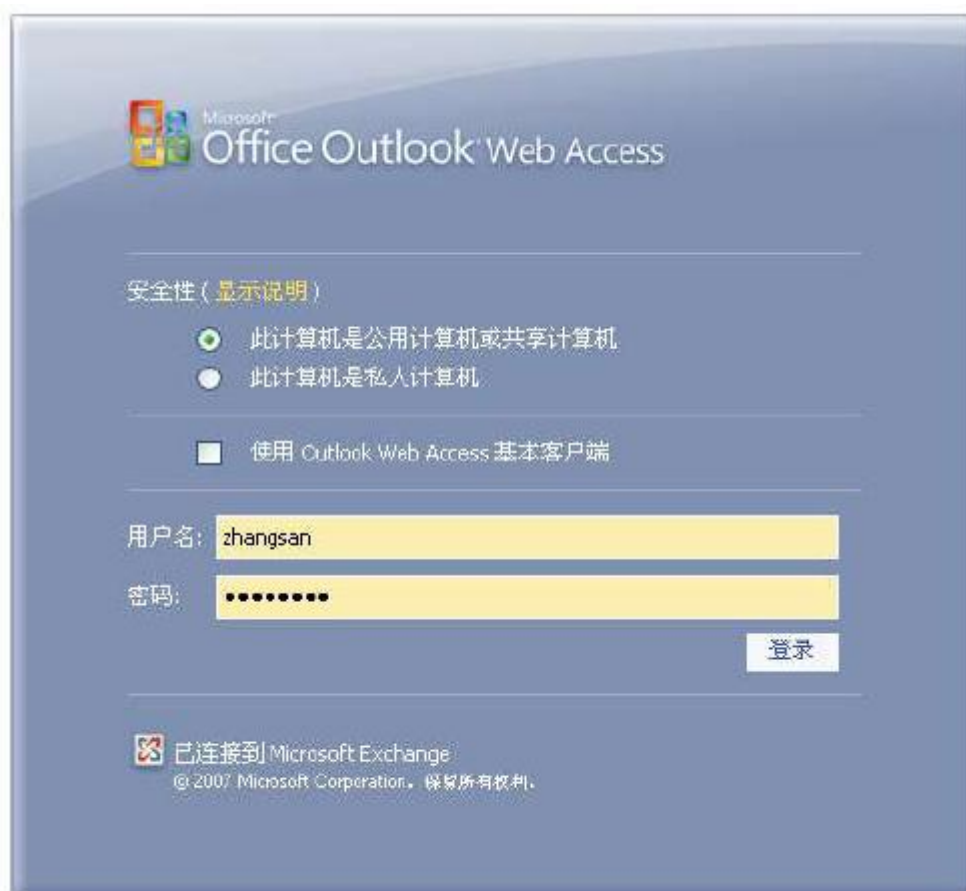 Microsoft
Office Outlook Web Access
安全性 ( 显示说明 )
此计算机是公用计算机或共享计算机
此计算机是私人计算机
使用 Outlook Web Access 基本客户端
用户名: zhangsan
密码: ••••••••
登录
已连接到 Microsoft Exchange
© 2007 Microsoft Corporation。保留所有权利。